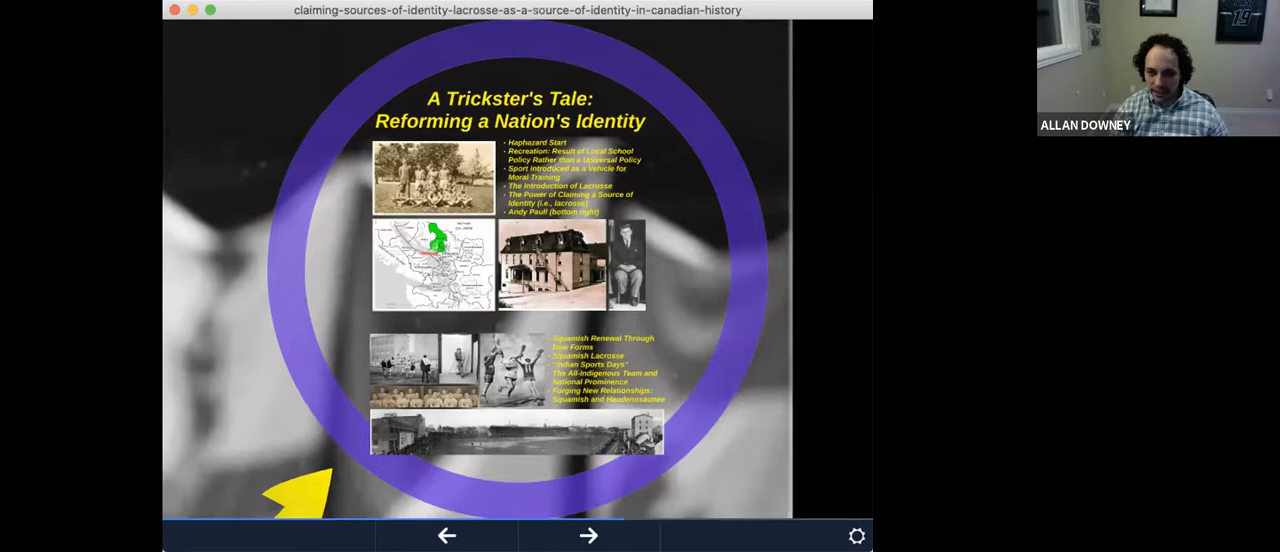 claiming-sources-of-identity-lacrosse-as-a-source-of-identity-in-canadian-history
A Trickster's Tale:
Reforming a Nation's Identity
- Haphazard Start
- Recreation: Result of Local School
Policy Rather than a Universal Policy
- Sport Introduced as a Vehicle for
Moral Training
- The Introduction of Lacrosse
- The Power of Claiming a Source of
Identity (i.e., lacrosse)
- Andy Paull (bottom right)
- Squamish Renewal Through
New Forms
- Squamish Lacrosse
- "Indian Sports Days"
- The All-Indigenous Team and
National Prominence
- Forging New Relationships:
Squamish and Haudenosaunee
ALLAN DOWNEY
19